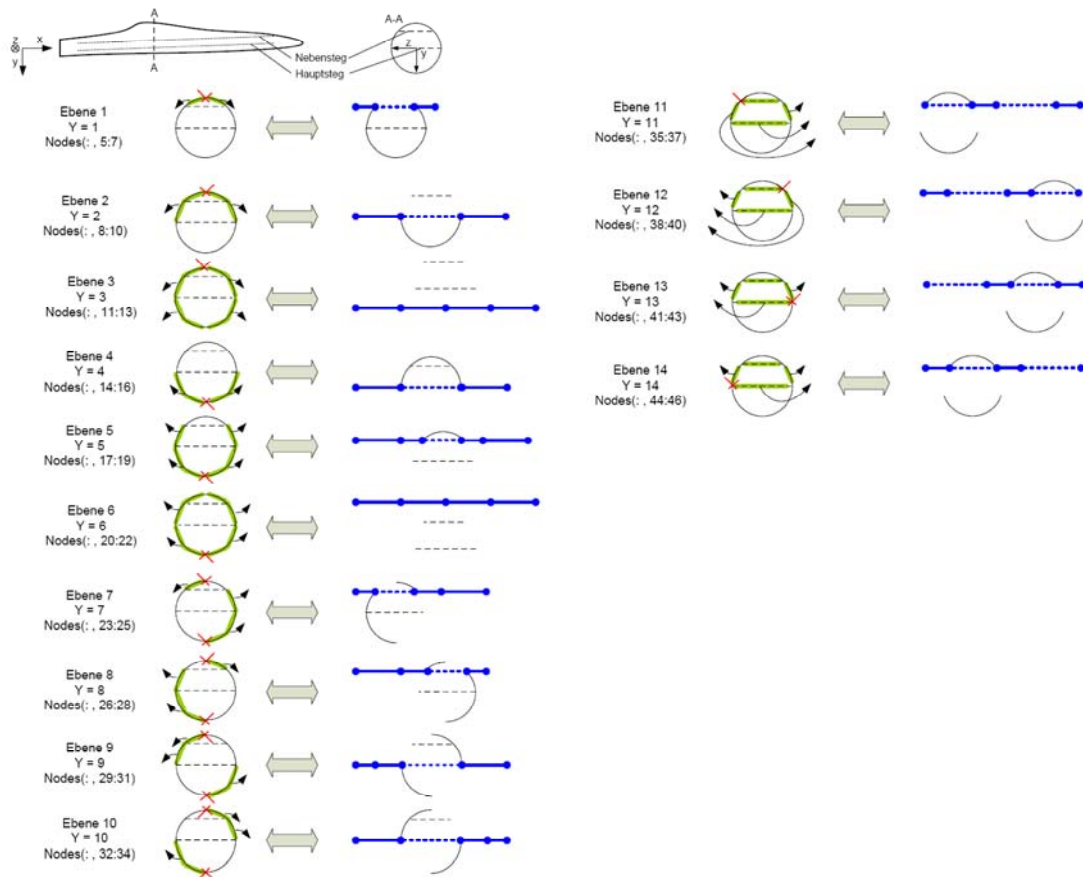 A
A-A
z
x
y
z
y
Nebensteg
Hauptsteg
A
Ebene 1
Y = 1
Nodes(: , 5:7)
Ebene 2
Y = 2
Nodes(: , 8:10)
Ebene 3
Y = 3
Nodes(: , 11:13)
Ebene 4
Y = 4
Nodes(: , 14:16)
Ebene 5
Y = 5
Nodes(: , 17:19)
Ebene 6
Y = 6
Nodes(: , 20:22)
Ebene 7
Y = 7
Nodes(: , 23:25)
Ebene 8
Y = 8
Nodes(: , 26:28)
Ebene 9
Y = 9
Nodes(: , 29:31)
Ebene 10
Y = 10
Nodes(: , 32:34)
Ebene 11
Y = 11
Nodes(: , 35:37)
Ebene 12
Y = 12
Nodes(: , 38:40)
Ebene 13
Y = 13
Nodes(: , 41:43)
Ebene 14
Y = 14
Nodes(: , 44:46)